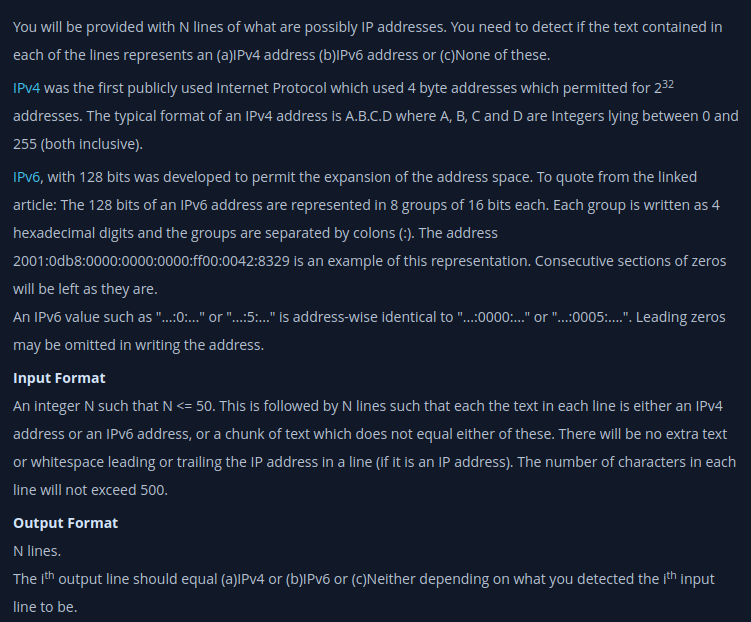 You will be provided with N lines of what are possibly IP addresses. You need to detect if the text contained in
each of the lines represents an (a)IPv4 address (b)IPv6 address or (c)None of these.
IPv4 was the first publicly used Internet Protocol which used 4 byte addresses which permitted for 2³²
addresses. The typical format of an IPv4 address is A.B.C.D where A, B, C and D are Integers lying between 0 and
255 (both inclusive).
IPv6, with 128 bits was developed to permit the expansion of the address space. To quote from the linked
article: The 128 bits of an IPv6 address are represented in 8 groups of 16 bits each. Each group is written as 4
hexadecimal digits and the groups are separated by colons (:). The address
2001:0db8:0000:0000:0000:ff00:0042:8329 is an example of this representation. Consecutive sections of zeros
will be left as they are.
An IPv6 value such as "...:0:..." or "...:5:..." is address-wise identical to "...:0000:..." or "...:0005:....". Leading zeros
may be omitted in writing the address.
Input Format
An integer N such that N <= 50. This is followed by N lines such that each the text in each line is either an IPv4
address or an IPv6 address, or a chunk of text which does not equal either of these. There will be no extra text
or whitespace leading or trailing the IP address in a line (if it is an IP address). The number of characters in each
line will not exceed 500.
Output Format
N lines.
The iᵗʰ output line should equal (a)IPv4 or (b)IPv6 or (c)Neither depending on what you detected the iᵗʰ input
line to be.